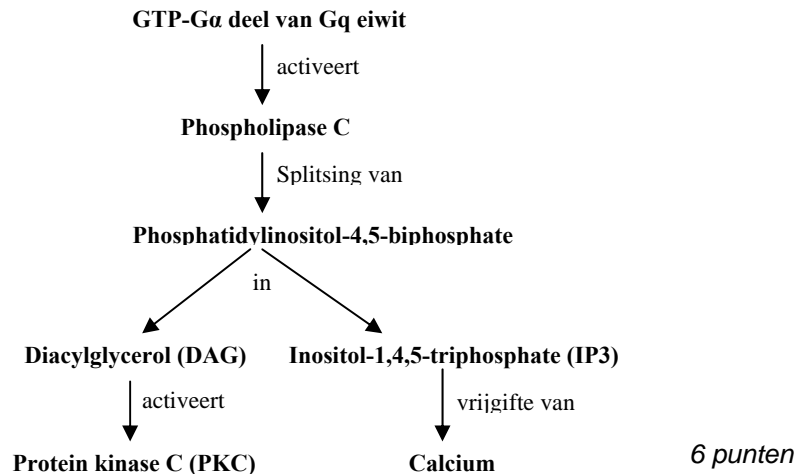 GTP-Gα deel van Gq eiwit
activeert
Phospholipase C
Splitsing van
Phosphatidylinositol-4,5-biphosphate
in
Diacylglycerol (DAG) Inositol-1,4,5-triphosphate (IP3)
activeert vrijgifte van
Protein kinase C (PKC) Calcium 6 punten